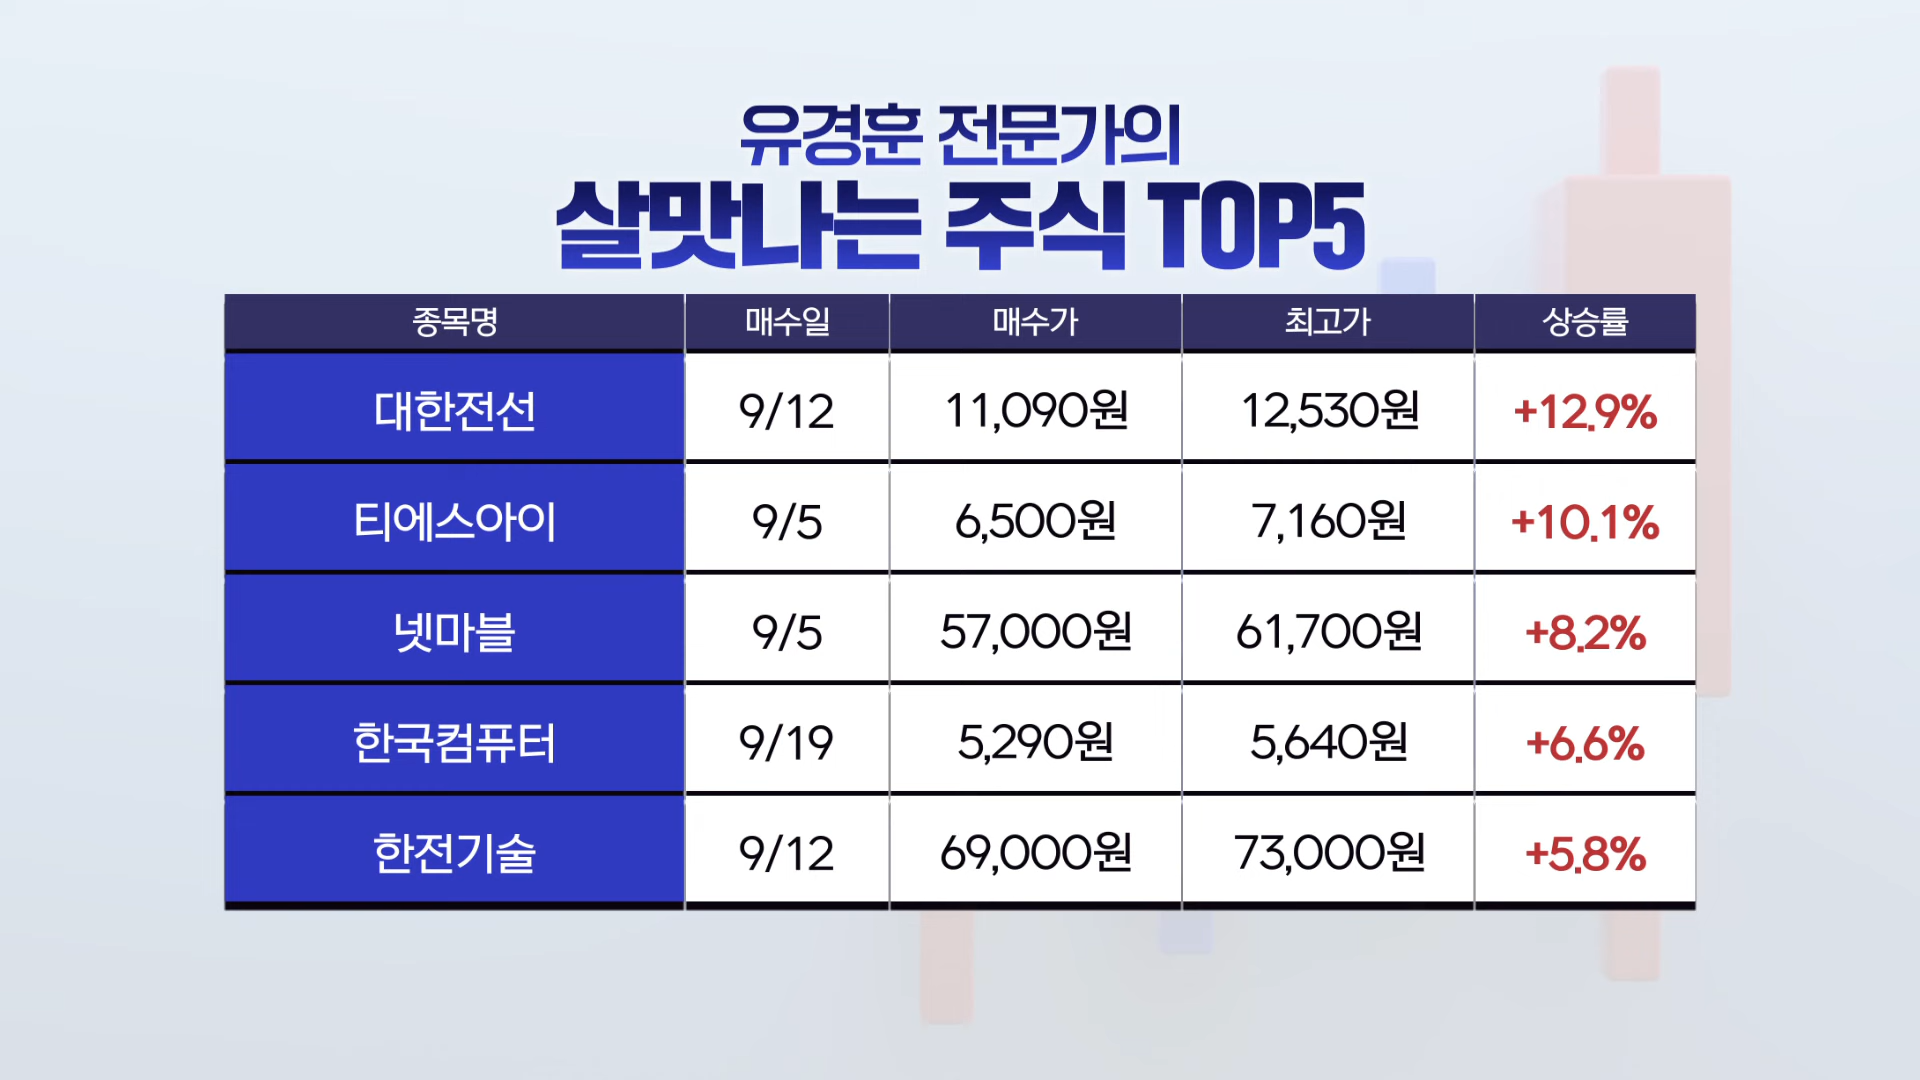 유경훈 전문가의
살맛나는 주식 TOP5
종목명 매수일 매수가 최고가 상승률
대한전선 9/12 11,090원 12,530원 +12.9%
티에스아이 9/5 6,500원 7,160원 +10.1%
넷마블 9/5 57,000원 61,700원 +8.2%
한국컴퓨터 9/19 5,290원 5,640원 +6.6%
한전기술 9/12 69,000원 73,000원 +5.8%